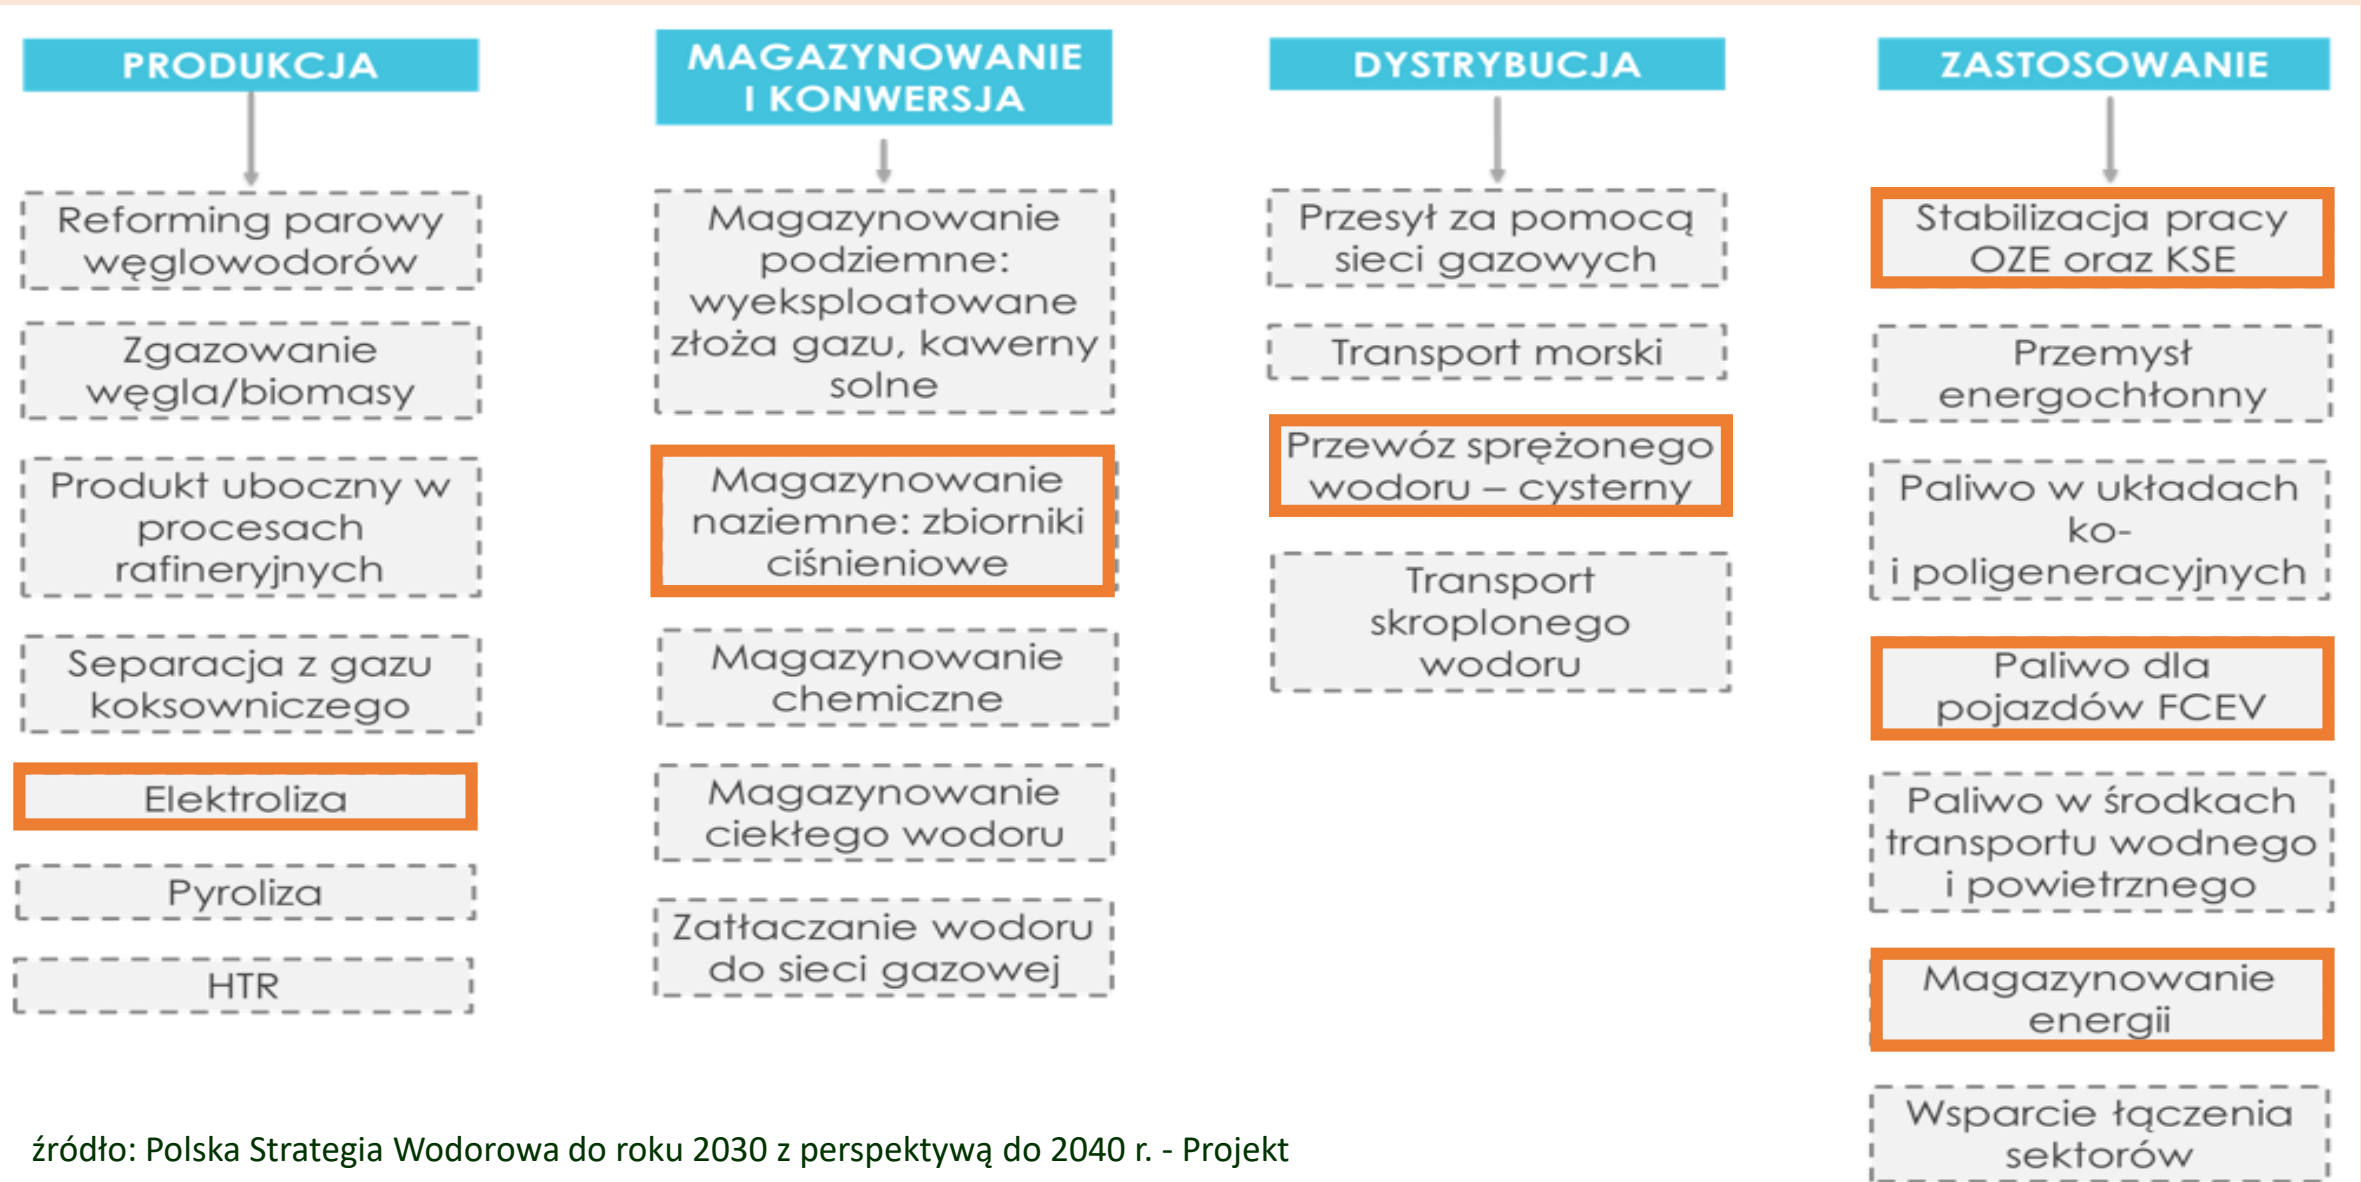 PRODUKCJA
Reforming parowy
węglowodorów
Zgazowanie
węgla/biomasy
Produkt uboczny w
procesach
rafineryjnych
Separacja z gazu
koksowniczego
Elektroliza
Pyroliza
HTR
MAGAZYNOWANIE
I KONWERSJA
Magazynowanie
podziemne:
wyeksploatowane
złoża gazu, kawerny
solne
Magazynowanie
naziemne: zbiorniki
ciśnieniowe
Magazynowanie
chemiczne
Magazynowanie
ciekłego wodoru
Zatłaczanie wodoru
do sieci gazowej
DYSTRYBUCJA
Przesył za pomocą
sieci gazowych
Transport morski
Przewóz sprężonego
wodoru – cysterny
Transport
skroplonego
wodoru
ZASTOSOWANIE
Stabilizacja pracy
OZE oraz KSE
Przemysł
energochłonny
Paliwo w układach
ko-
i poligeneracyjnych
Paliwo dla
pojazdów FCEV
Paliwo w środkach
transportu wodnego
i powietrznego
Magazynowanie
energii
Wsparcie łączenia
sektorów
źródło: Polska Strategia Wodorowa do roku 2030 z perspektywą do 2040 r. - Projekt